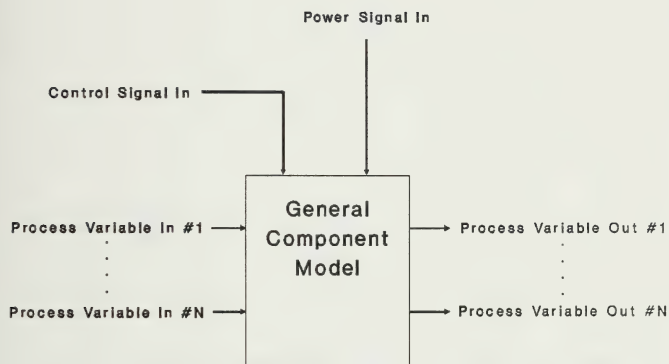 Power Signal In
Control Signal In
General
Component
Model
Process Variable In #1
Process Variable Out #1
Process Variable In #N
Process Variable Out #N